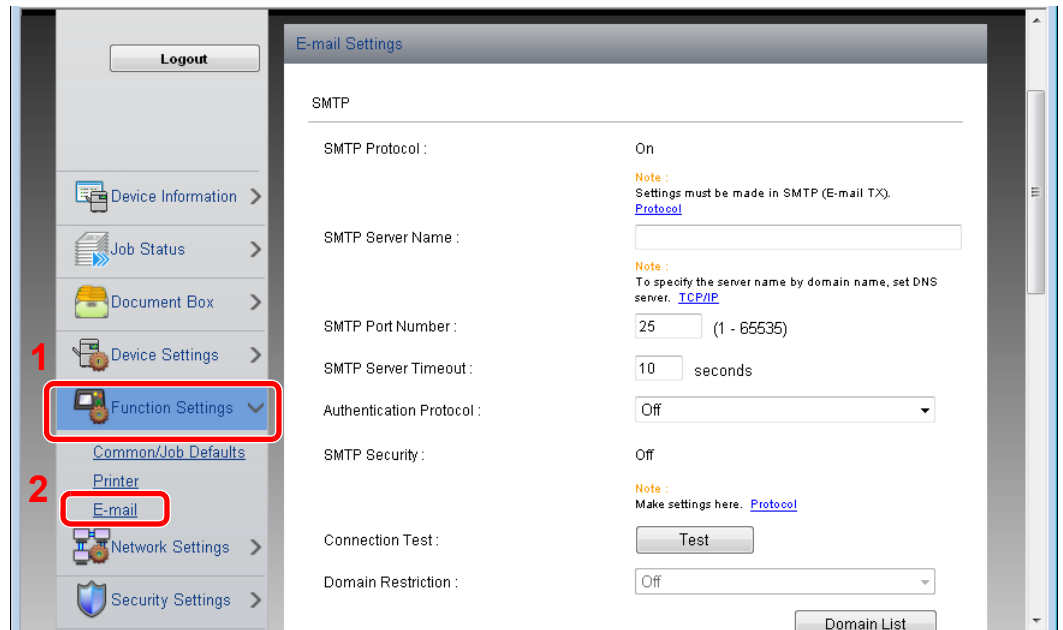 Logout
Device Information
Job Status
Document Box
1
Device Settings
Function Settings
Common/Job Defaults
Printer
2
E-mail
Network Settings
Security Settings
E-mail Settings
SMTP
SMTP Protocol :
On
Note :
Settings must be made in SMTP (E-mail TX).
Protocol
SMTP Server Name :
Note :
To specify the server name by domain name, set DNS
server. TCP/IP
SMTP Port Number :
25 (1 - 65535)
SMTP Server Timeout :
10 seconds
Authentication Protocol :
Off
SMTP Security :
Off
Note :
Make settings here. Protocol
Connection Test :
Test
Domain Restriction :
Off
Domain List